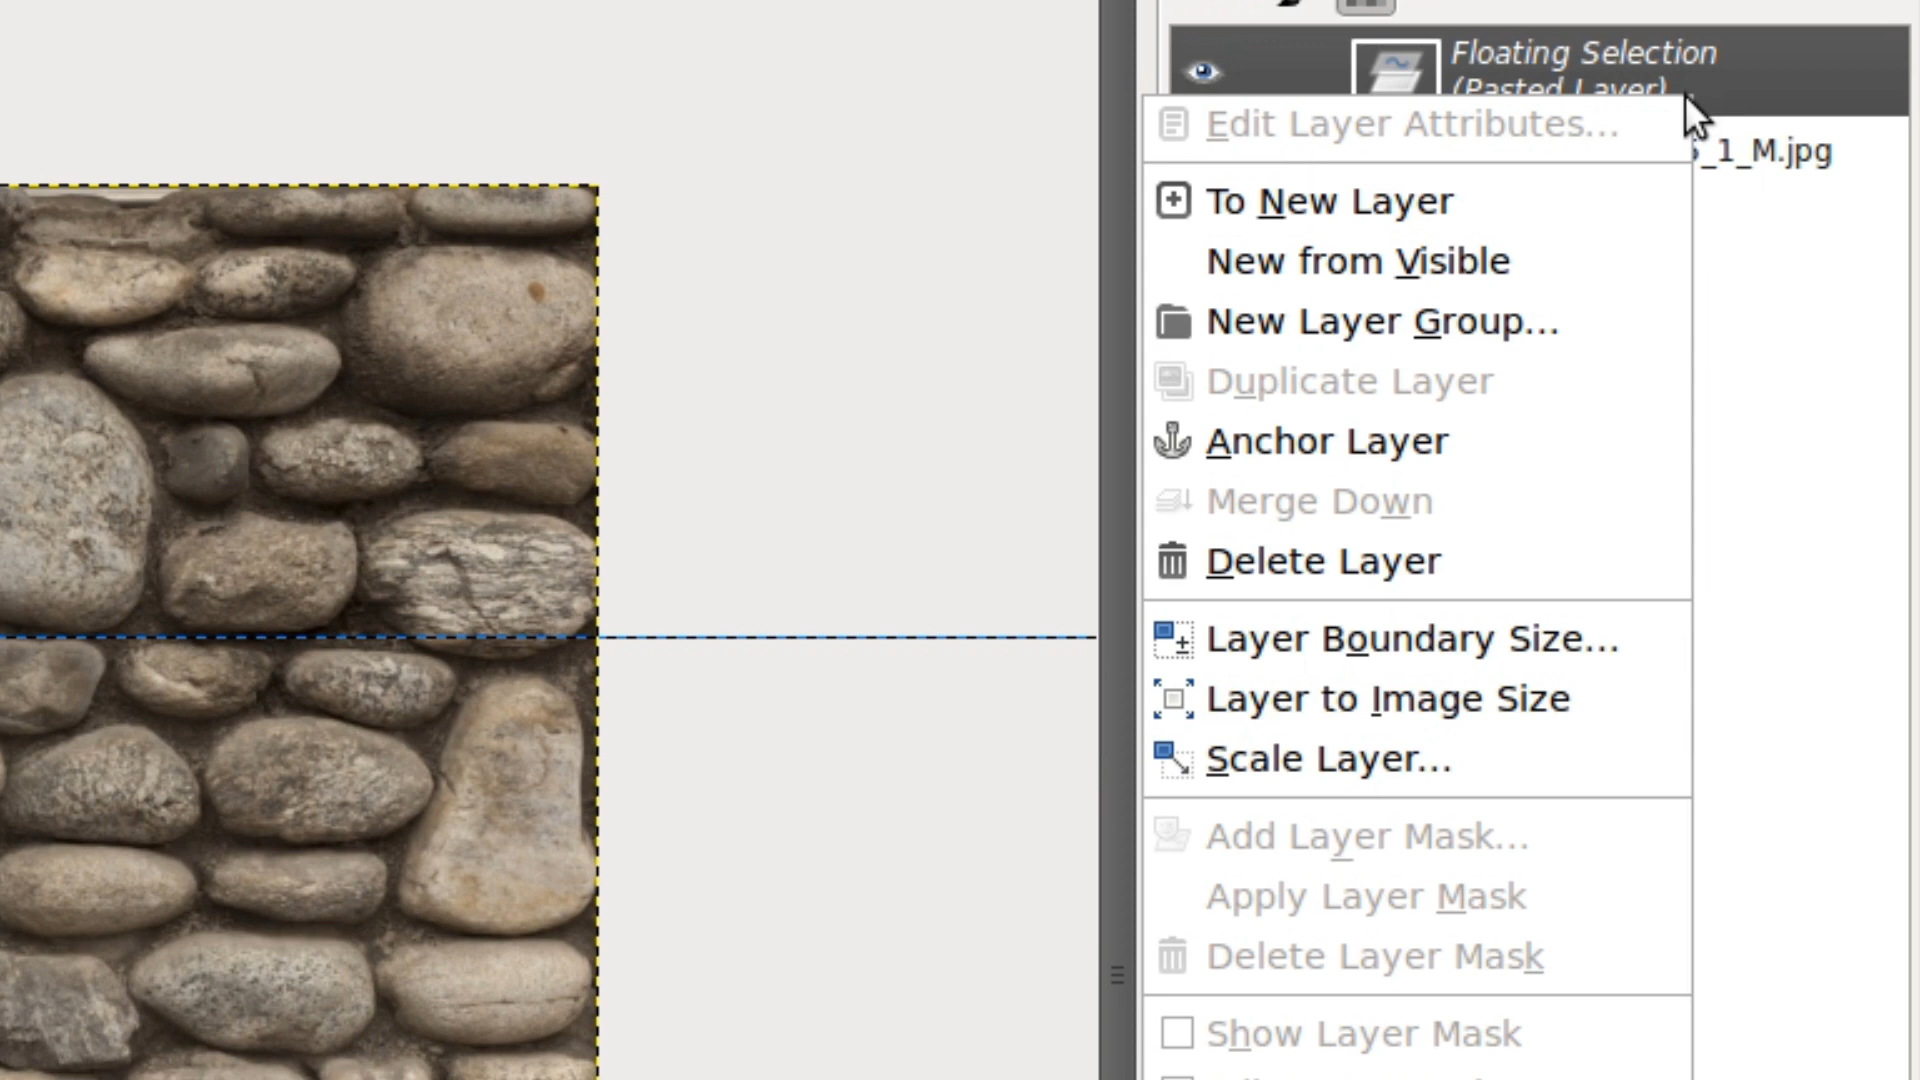 Floating Selection
(Pasted Layer)
_1_M.jpg
Edit Layer Attributes...
To New Layer
New from Visible
New Layer Group...
Duplicate Layer
Anchor Layer
Merge Down
Delete Layer
Layer Boundary Size...
Layer to Image Size
Scale Layer...
Add Layer Mask...
Apply Layer Mask
Delete Layer Mask
Show Layer Mask